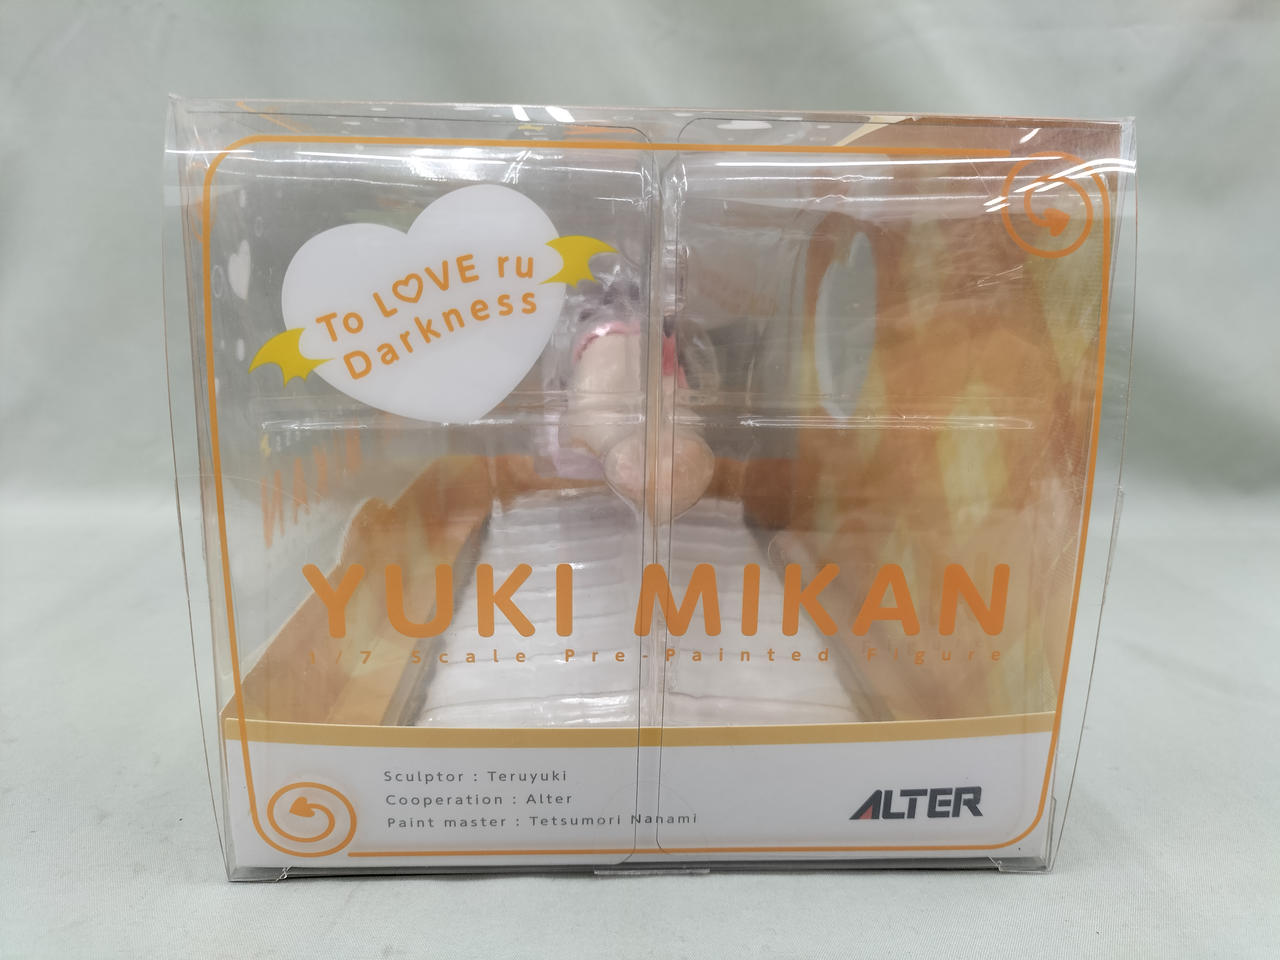 To LOVE ru
Darkness
YUKI MIKAN
1/7 Scale Pre-Painted Figure
Sculptor : Teruyuki
Cooperation : Alter
Paint master : Tetsumori Nanami
ALTER